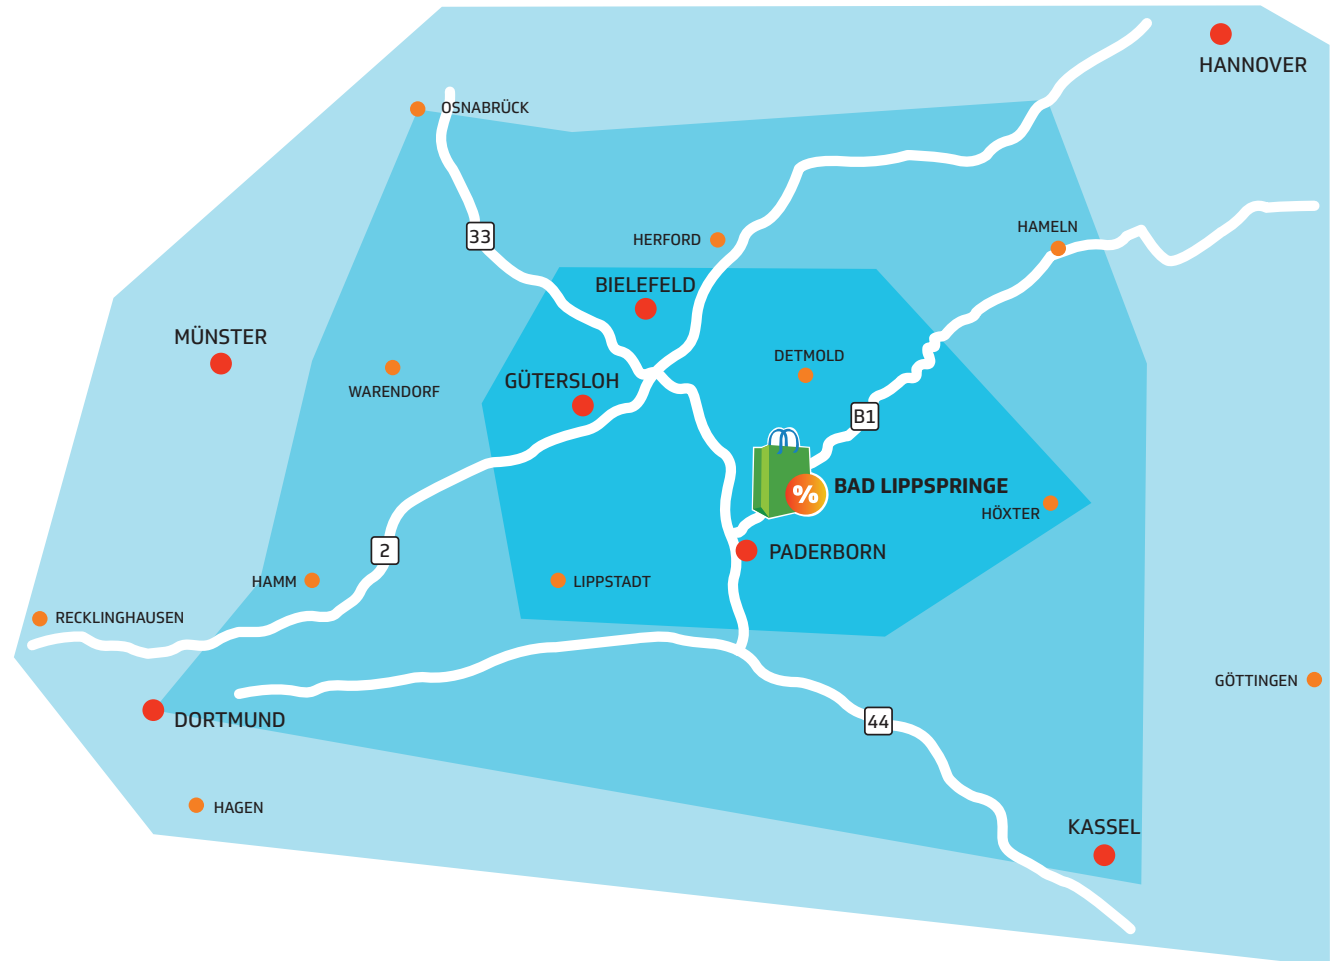 HANNOVER
OSNABRÜCK
HAMELN
33
HERFORD
BIELEFELD
MÜNSTER
DETMOLD
GÜTERSLOH
WARENDORF
B1
%
BAD LIPPSPRINGE
HÖXTER
2
PADERBORN
HAMM
LIPPSTADT
RECKLINGHAUSEN
GÖTTINGEN
DORTMUND
44
HAGEN
KASSEL